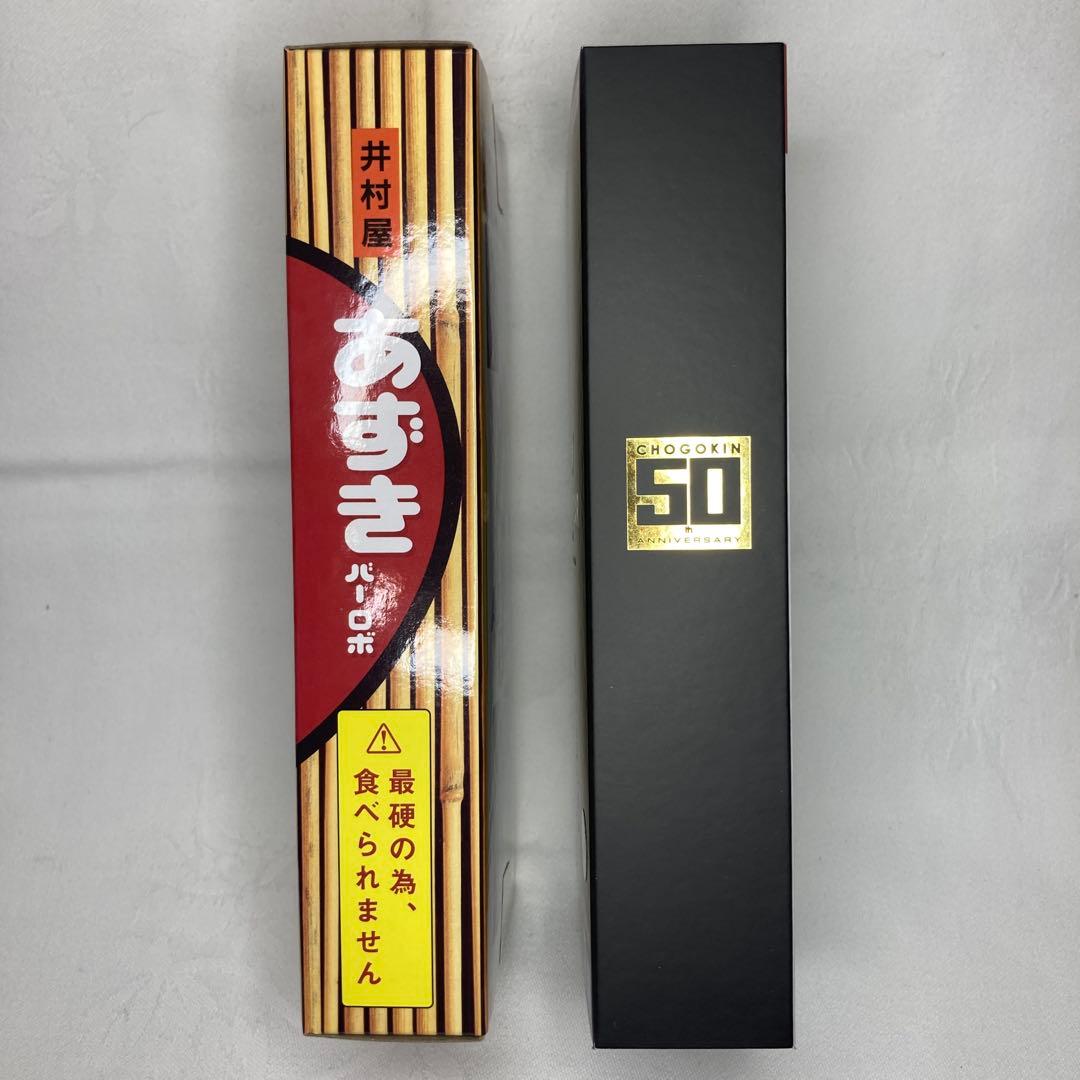 井村屋
あずき
バーロボ
最硬の為、
食べられません
CHOGOKIN
50
th
ANNIVERSARY